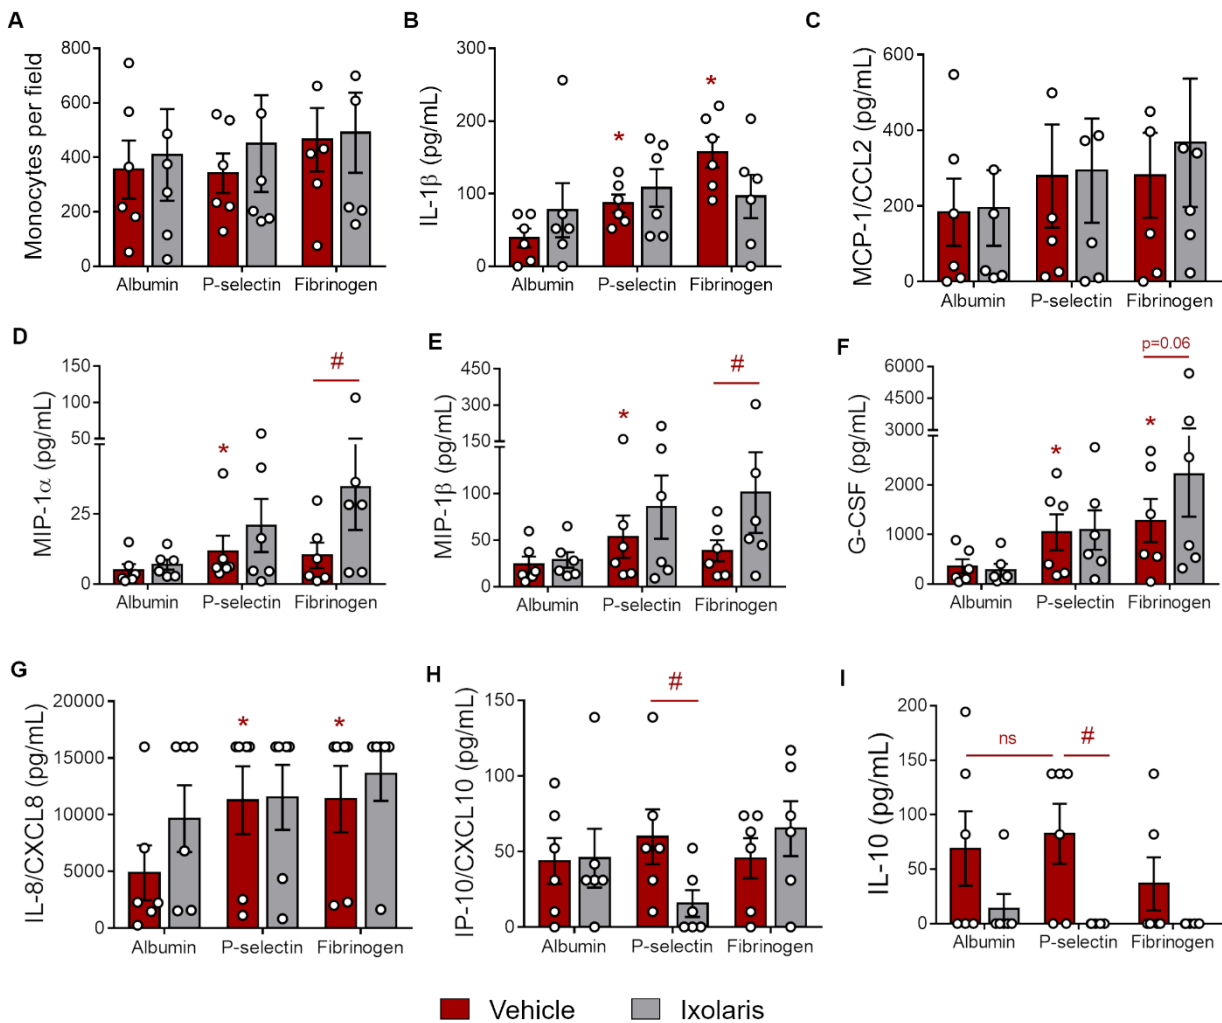 A
Monocytes per field
800
600
400
200
0
Albumin P-selectin Fibrinogen
B
IL-1β (pg/mL)
300
200
100
0
*
*
Albumin P-selectin Fibrinogen
C
MCP-1/CCL2 (pg/mL)
600
400
200
0
Albumin P-selectin Fibrinogen
D
MIP-1α (pg/mL)
150
100
50
25
0
*
#
Albumin P-selectin Fibrinogen
E
MIP-1β (pg/mL)
450
300
150
100
50
0
*
#
Albumin P-selectin Fibrinogen
F
G-CSF (pg/mL)
6000
4500
3000
2000
1000
0
*
*
p=0.06
Albumin P-selectin Fibrinogen
G
IL-8/CXCL8 (pg/mL)
20000
15000
10000
5000
0
*
*
Albumin P-selectin Fibrinogen
H
IP-10/CXCL10 (pg/mL)
150
100
50
0
#
Albumin P-selectin Fibrinogen
I
IL-10 (pg/mL)
200
150
100
50
0
ns
#
Albumin P-selectin Fibrinogen
Vehicle Ixolaris